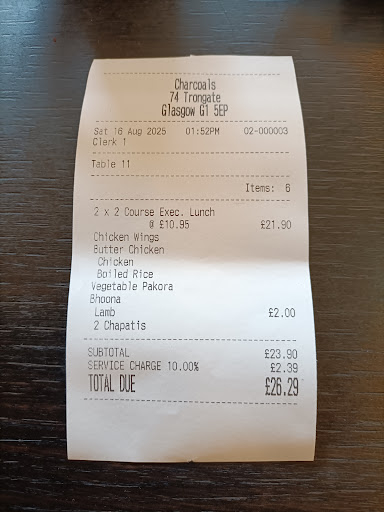 Charcoals
74 Trongate
Glasgow G1 5EP
Sat 16 Aug 2025 01:52PM 02-000003
Clerk 1
Table 11
Items: 6
2 x 2 Course Exec. Lunch
@ £10.95 £21.90
Chicken Wings
Butter Chicken
Chicken
Boiled Rice
Vegetable Pakora
Bhoona
Lamb £2.00
2 Chapatis
SUBTOTAL £23.90
SERVICE CHARGE 10.00% £2.39
TOTAL DUE £26.29